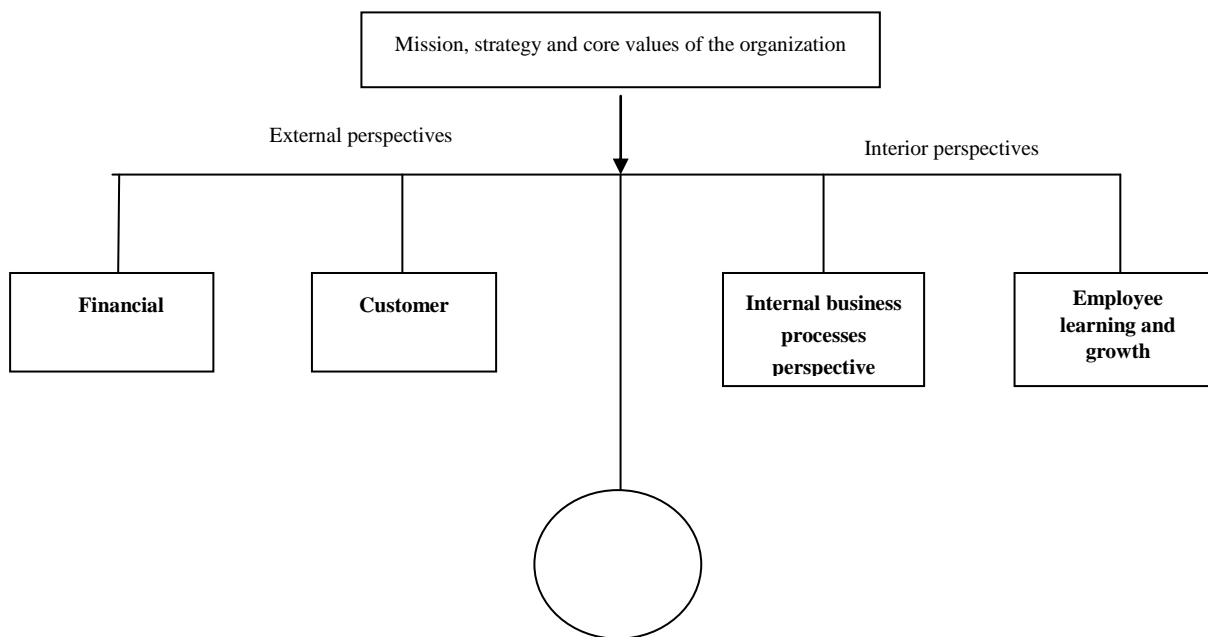 Mission, strategy and core values of the organization
External perspectives
Interior perspectives
Financial
Customer
Internal business
processes
perspective
Employee
learning and
growth